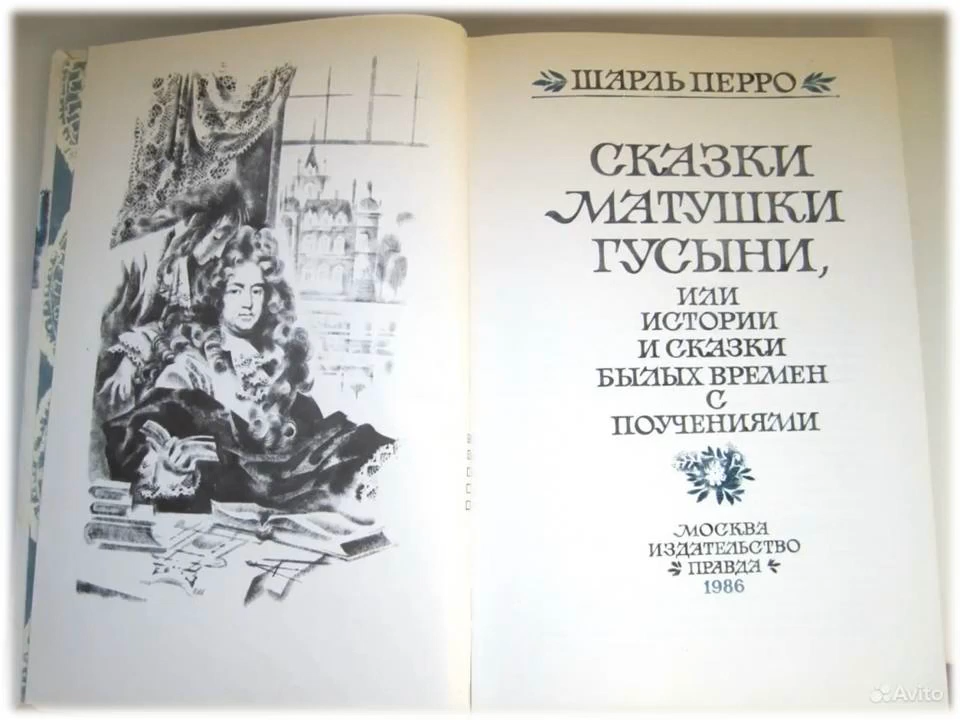 ШАРЛЬ ПЕРРО
СКАЗКИ
МАТУШКИ
ГУСЫНИ,
ИЛИ
ИСТОРИИ
И СКАЗКИ
БЫЛЫХ ВРЕМЕН
С
ПОУЧЕНИЯМИ
МОСКВА
ИЗДАТЕЛЬСТВО
ПРАВДА
1986
Avito